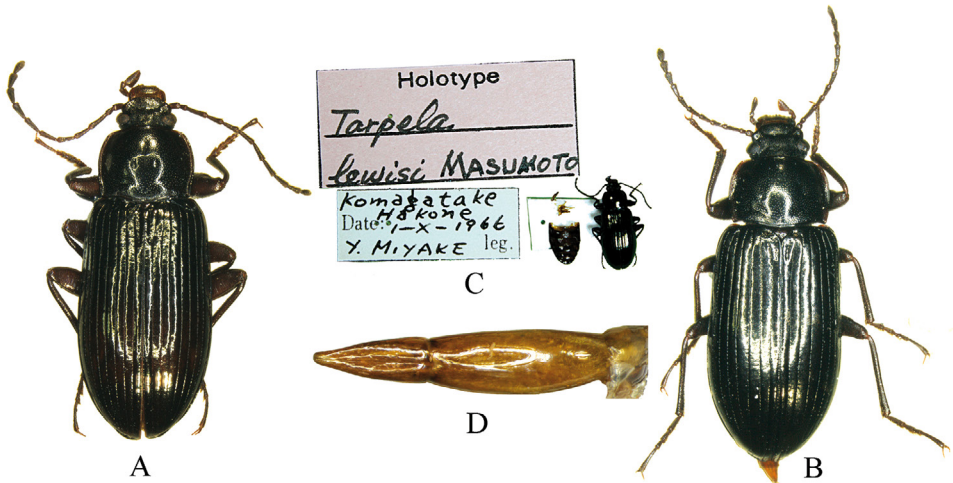 Holotype
Tarpela
lewisi MASUMOTO
Komagatake
Hakone
Date: 1-X-1966
Y. MIYAKE leg.
A
B
C
D